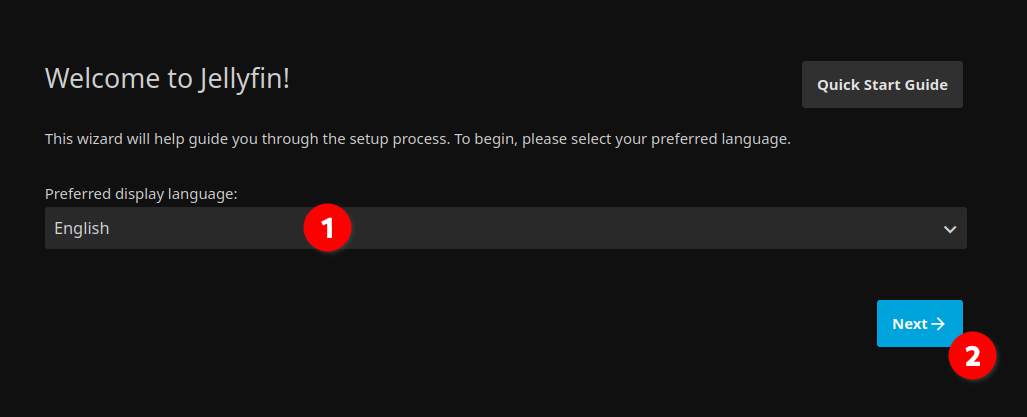 Welcome to Jellyfin!
Quick Start Guide
This wizard will help guide you through the setup process. To begin, please select your preferred language.
Preferred display language:
English
1
Next
2